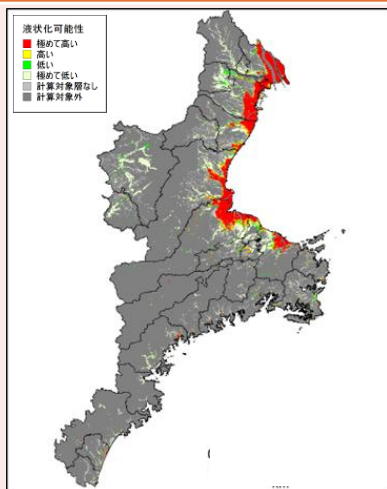 液状化可能性
極めて高い
高い
低い
極めて低い
計算対象層なし
計算対象外